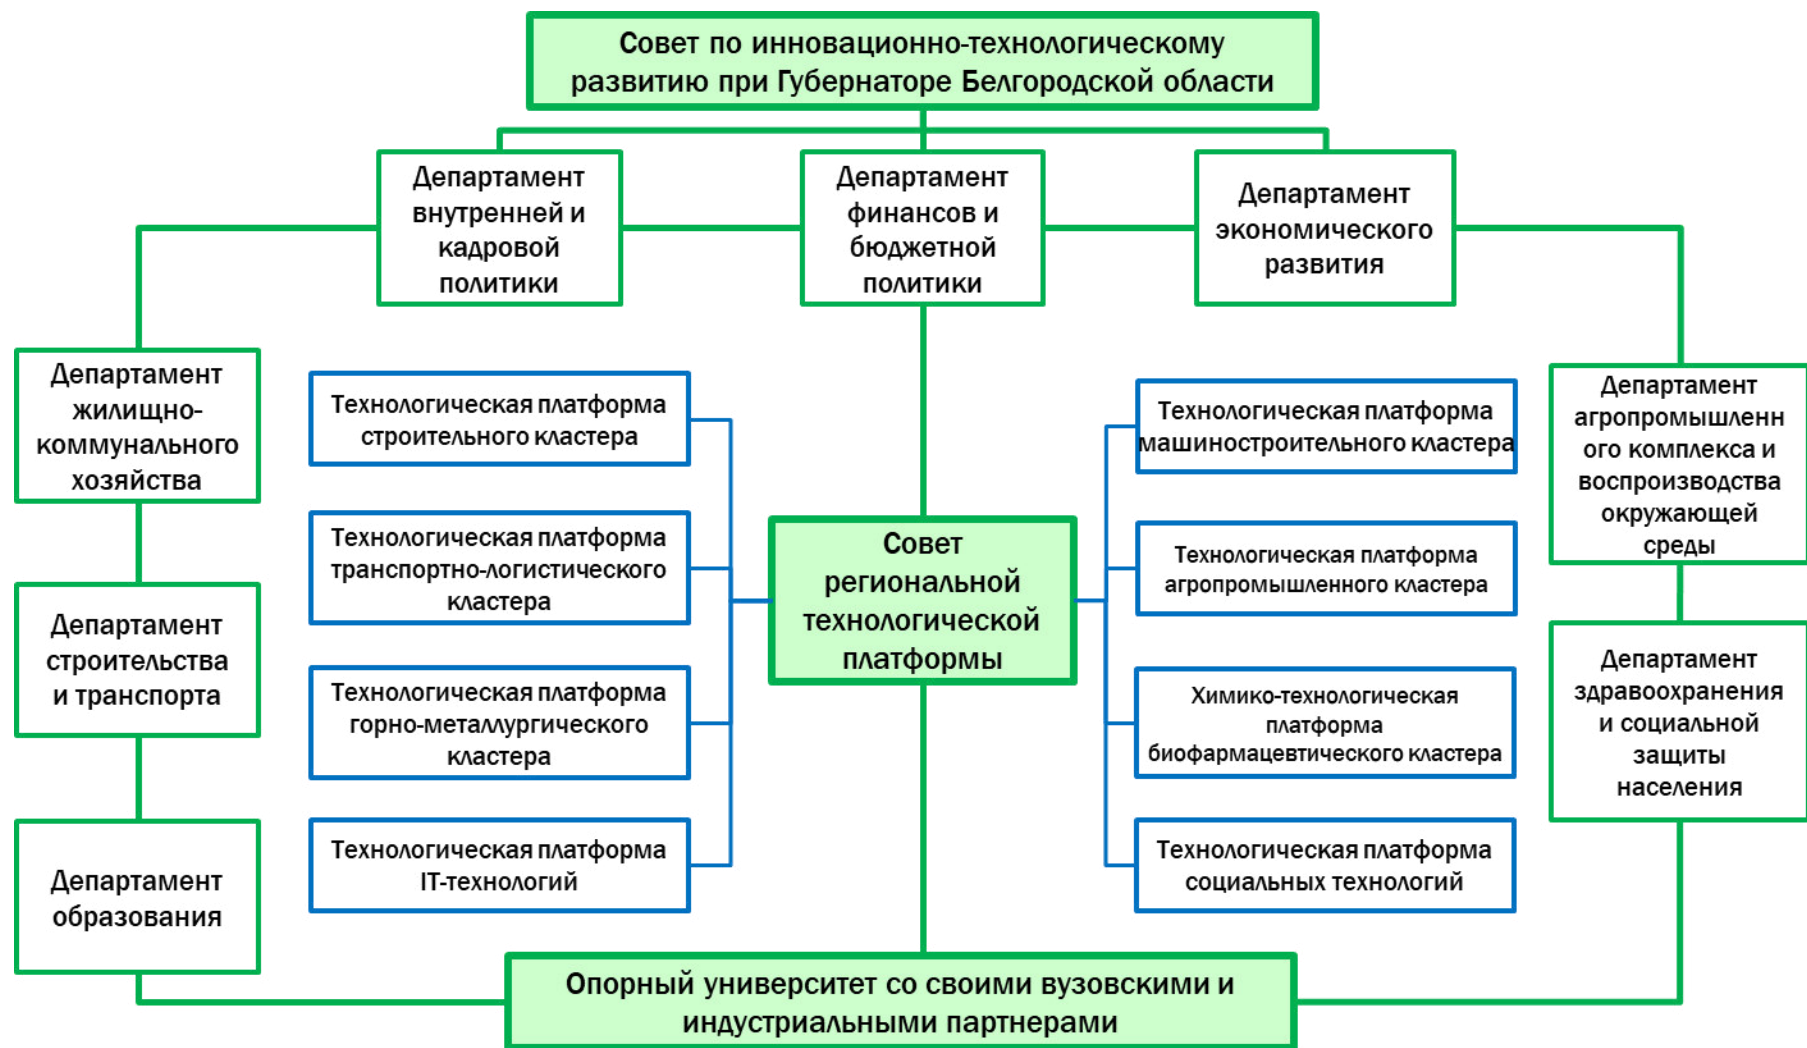 Совет по инновационно-технологическому
развитию при Губернаторе Белгородской области
Департамент
внутренней и
кадровой
политики
Департамент
финансов и
бюджетной
политики
Департамент
экономического
развития
Департамент
жилищно-
коммунального
хозяйства
Департамент
строительства
и транспорта
Департамент
образования
Технологическая платформа
строительного кластера
Технологическая платформа
транспортно-логистического
кластера
Технологическая платформа
горно-металлургического
кластера
Технологическая платформа
IT-технологий
Совет
региональной
технологической
платформы
Технологическая платформа
машиностроительного кластера
Технологическая платформа
агропромышленного кластера
Химико-технологическая
платформа
биофармацевтического кластера
Технологическая платформа
социальных технологий
Департамент
агропромышленн
ого комплекса и
воспроизводства
окружающей
среды
Департамент
здравоохранения
и социальной
защиты
населения
Опорный университет со своими вузовскими и
индустриальными партнерами